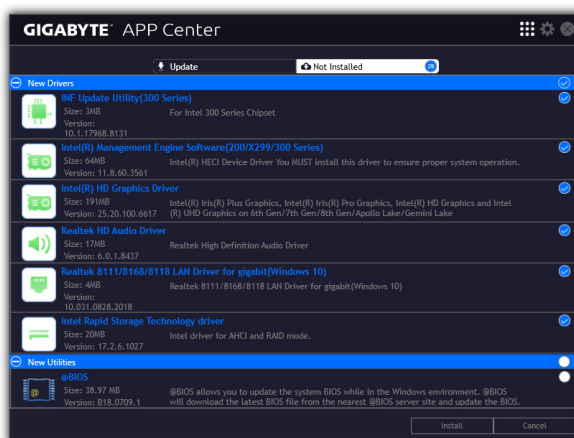 GIGABYTE™ APP Center
Update
Not Installed
29
New Drivers
INF Update Utility(300 Series)
Size: 3MB
For Intel 300 Series Chipset
Version:
10.1.17968.8131
Intel(R) Management Engine Software(200/X299/300 Series)
Size: 64MB
Intel(R) HECI Device Driver You MUST install this driver to ensure proper system operation.
Version: 11.8.60.3561
Intel(R) HD Graphics Driver
Size: 191MB
Intel(R) Iris(R) Plus Graphics, Intel(R) Iris(R) Pro Graphics, Intel(R) HD Graphics and Intel
Version: 25.20.100.6617
(R) UHD Graphics on 6th Gen/7th Gen/8th Gen/Apollo Lake/Gemini Lake
Realtek HD Audio Driver
Size: 17MB
Realtek High Definition Audio Driver
Version: 6.0.1.8437
Realtek 8111/8168/8118 LAN Driver for gigabit(Windows 10)
Size: 4MB
Realtek 8111/8168/8118 LAN Driver for gigabit(Windows 10)
Version:
10.031.0828.2018
Intel Rapid Storage Technology driver
Size: 20MB
Intel driver for AHCI and RAID mode.
Version: 17.2.6.1027
New Utilities
@BIOS
Size: 38.97 MB
@BIOS allows you to update the system BIOS while in the Windows environment. @BIOS
Version: B18.0709.1
will download the latest BIOS file from the nearest @BIOS server site and update the BIOS.
Install
Cancel